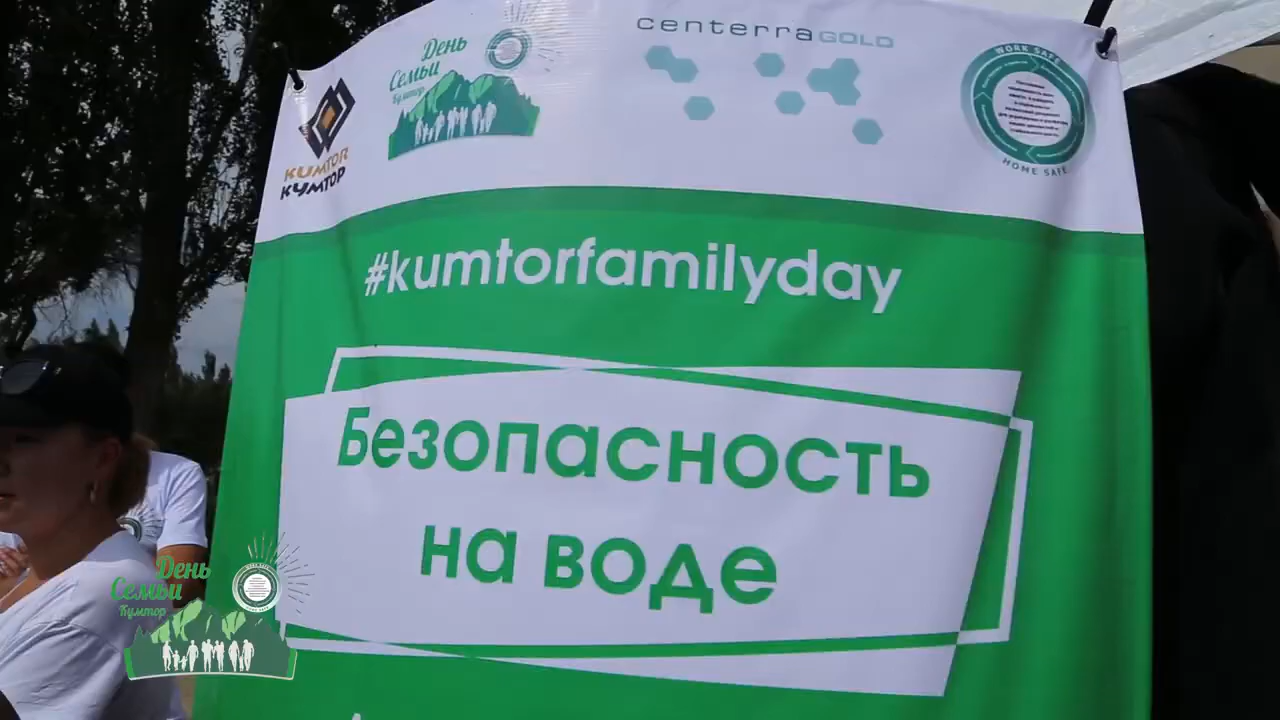 День
Семьи
Кумтор
centerraGOLD
WORK SAFE
HOME SAFE
KUMTOR
КУМТОР
#kumtorfamilyday
Безопасность
на воде
День
Семьи
Кумтор